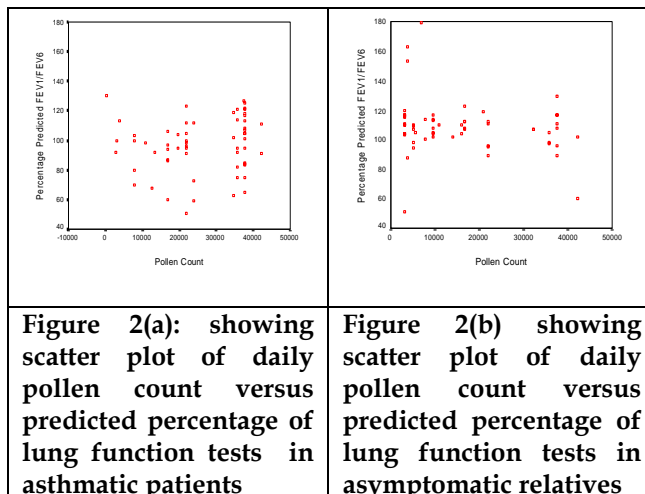 180
160
140
120
100
80
60
40
Percentage Predicted FEV1/FEV6
-10000 0 10000 20000 30000 40000 50000
Pollen Count
180
160
140
120
100
80
60
40
Percentage Predicted FEV1/FEV6
0 10000 20000 30000 40000 50000
Pollen Count
Figure 2(a): showing
scatter plot of daily
pollen count versus
predicted percentage of
lung function tests in
asthmatic patients
Figure 2(b) showing
scatter plot of daily
pollen count versus
predicted percentage of
lung function tests in
asymptomatic relatives